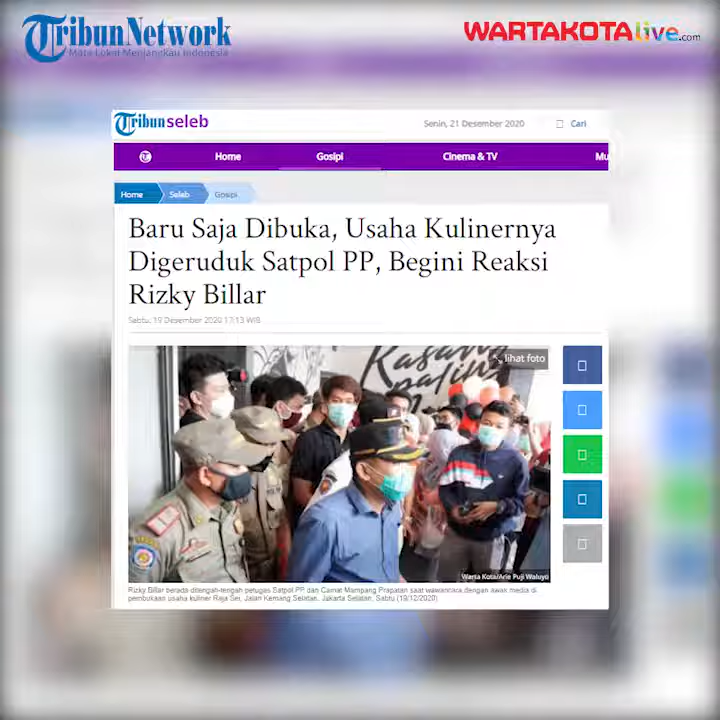 TribunNetwork
Mata Lokal Menjangkau Indonesia
WARTAKOTAlive.com
Tribunseleb
Senin, 21 Desember 2020
Cari
Home
Gosipi
Cinema & TV
Mu
Home
Seleb
Gosipi
Baru Saja Dibuka, Usaha Kulinernya
Digeruduk Satpol PP, Begini Reaksi
Rizky Billar
Sabtu, 19 Desember 2020 17:13 WIB
Kasang
paling
lihat foto
Warta Kota/Arie Puji Waluyo
Rizky Billar berada ditengah-tengah petugas Satpol PP dan Camat Mampang Prapatan saat wawancara dengan awak media di
pembukaan usaha kuliner Raja Sei, Jalan Kemang Selatan, Jakarta Selatan, Sabtu (19/12/2020)